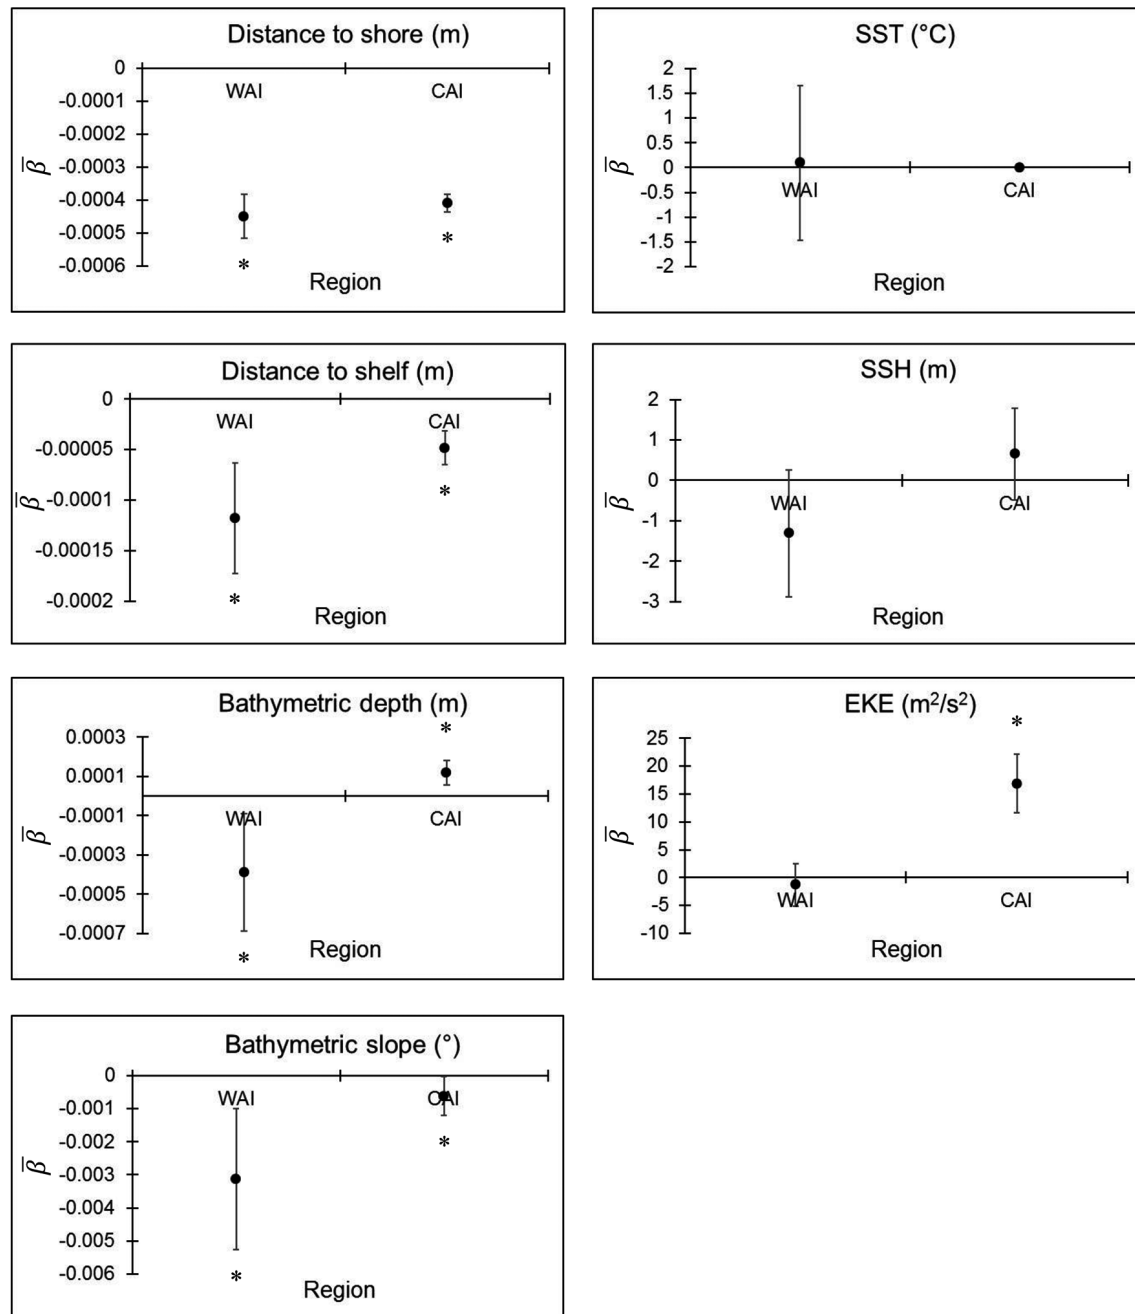 Distance to shore (m)
0
-0.0001
-0.0002
-0.0003
-0.0004
-0.0005
-0.0006
β̅
WAI
CAI
*
*
Region
SST (°C)
2
1.5
1
0.5
0
-0.5
-1
-1.5
-2
β̅
WAI
CAI
Region
Distance to shelf (m)
0
-0.00005
-0.0001
-0.00015
-0.0002
β̅
WAI
CAI
*
*
Region
SSH (m)
2
1
0
-1
-2
-3
β̅
WAI
CAI
Region
Bathymetric depth (m)
0.0003
0.0001
-0.0001
-0.0003
-0.0005
-0.0007
β̅
*
WAI
CAI
*
Region
EKE (m²/s²)
25
20
15
10
5
0
-5
-10
β̅
*
WAI
CAI
Region
Bathymetric slope (°)
0
-0.001
-0.002
-0.003
-0.004
-0.005
-0.006
β̅
WAI
CAI
*
*
Region